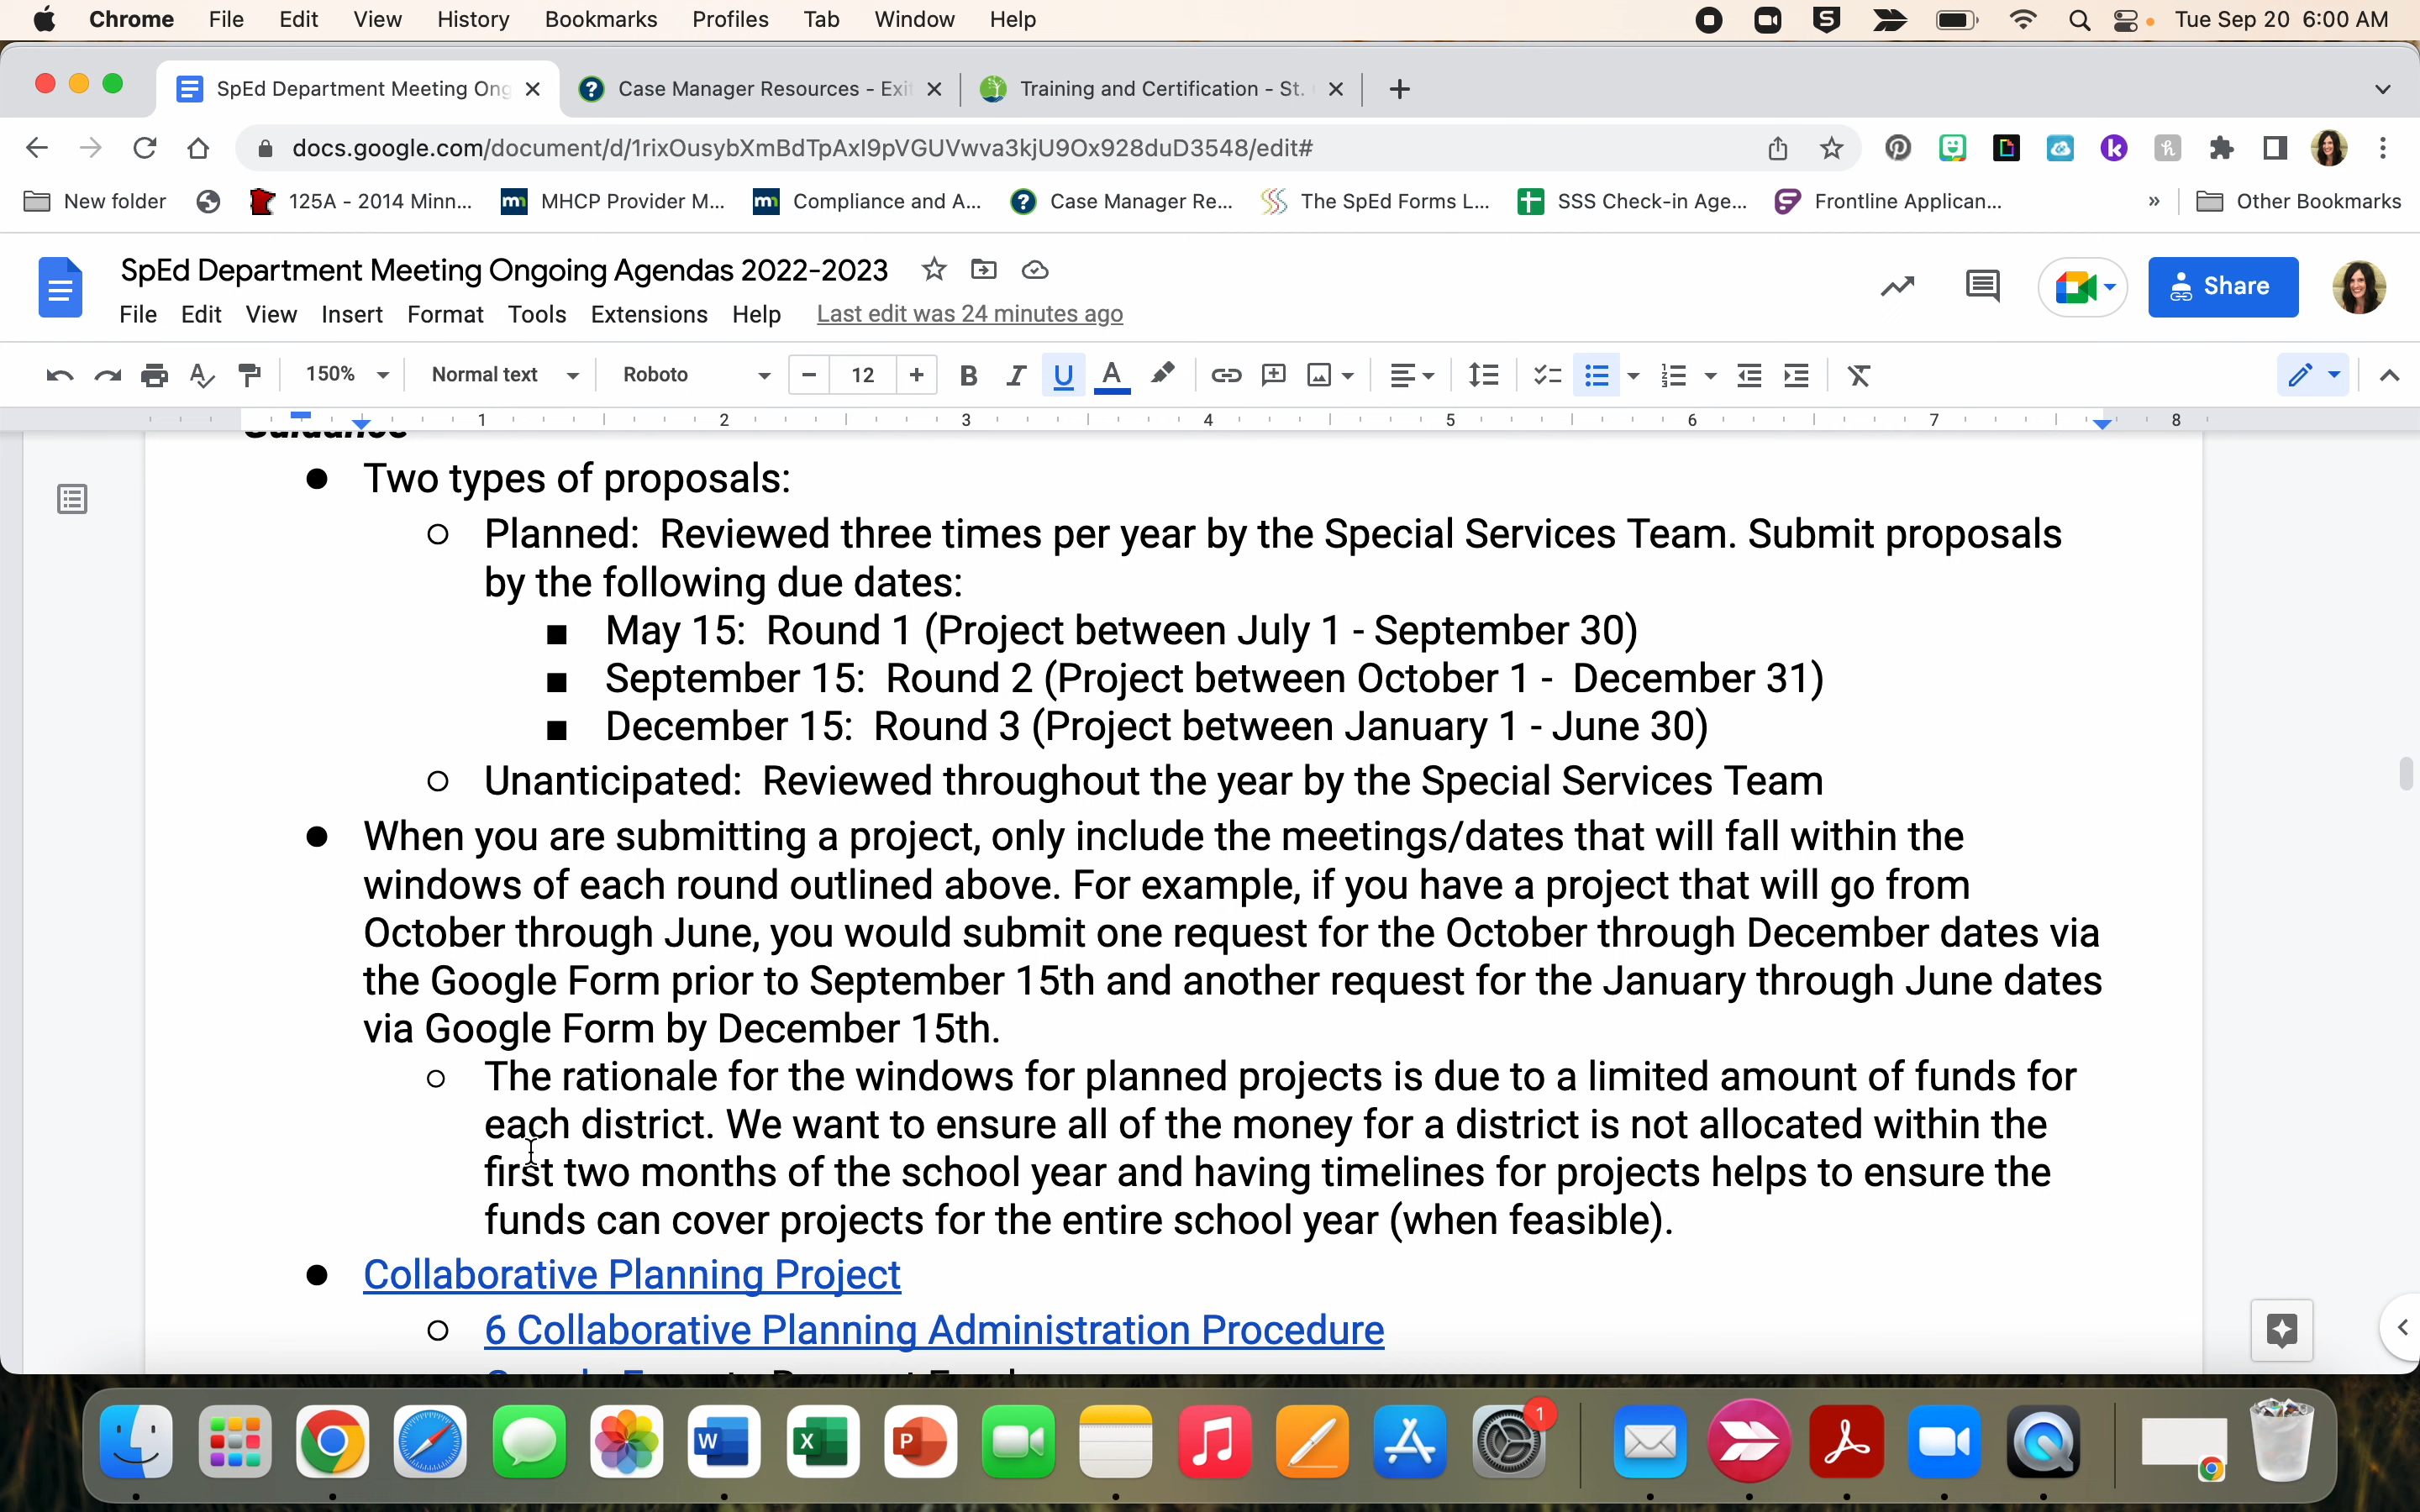 Chrome File Edit View History Bookmarks Profiles Tab Window Help Tue Sep 20 6:00 AM
SpEd Department Meeting Ong Case Manager Resources - Exi Training and Certification - St.
docs.google.com/document/d/1rixOusybXmBdTpAxI9pVGUVwva3kjU9Ox928duD3548/edit#
New folder 125A - 2014 Minn... MHCP Provider M... Compliance and A... Case Manager Re... The SpEd Forms L... SSS Check-in Age... Frontline Applican... » Other Bookmarks
SpEd Department Meeting Ongoing Agendas 2022-2023
Share
File Edit View Insert Format Tools Extensions Help Last edit was 24 minutes ago
150% Normal text Roboto 12
1 2 3 4 5 6 7 8
Guidance
Two types of proposals:
Planned: Reviewed three times per year by the Special Services Team. Submit proposals
by the following due dates:
May 15: Round 1 (Project between July 1 - September 30)
September 15: Round 2 (Project between October 1 - December 31)
December 15: Round 3 (Project between January 1 - June 30)
Unanticipated: Reviewed throughout the year by the Special Services Team
When you are submitting a project, only include the meetings/dates that will fall within the
windows of each round outlined above. For example, if you have a project that will go from
October through June, you would submit one request for the October through December dates via
the Google Form prior to September 15th and another request for the January through June dates
via Google Form by December 15th.
The rationale for the windows for planned projects is due to a limited amount of funds for
each district. We want to ensure all of the money for a district is not allocated within the
first two months of the school year and having timelines for projects helps to ensure the
funds can cover projects for the entire school year (when feasible).
Collaborative Planning Project
6 Collaborative Planning Administration Procedure
1